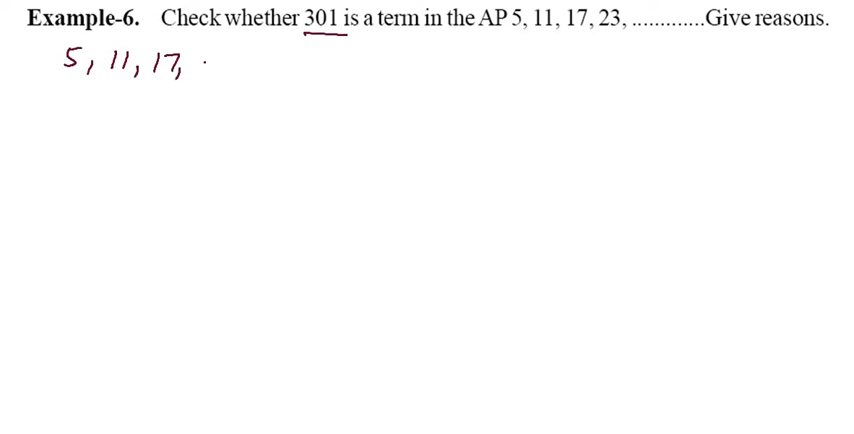 Example-6. Check whether 301 is a term in the AP 5, 11, 17, 23, .............Give reasons.
5, 11, 17,